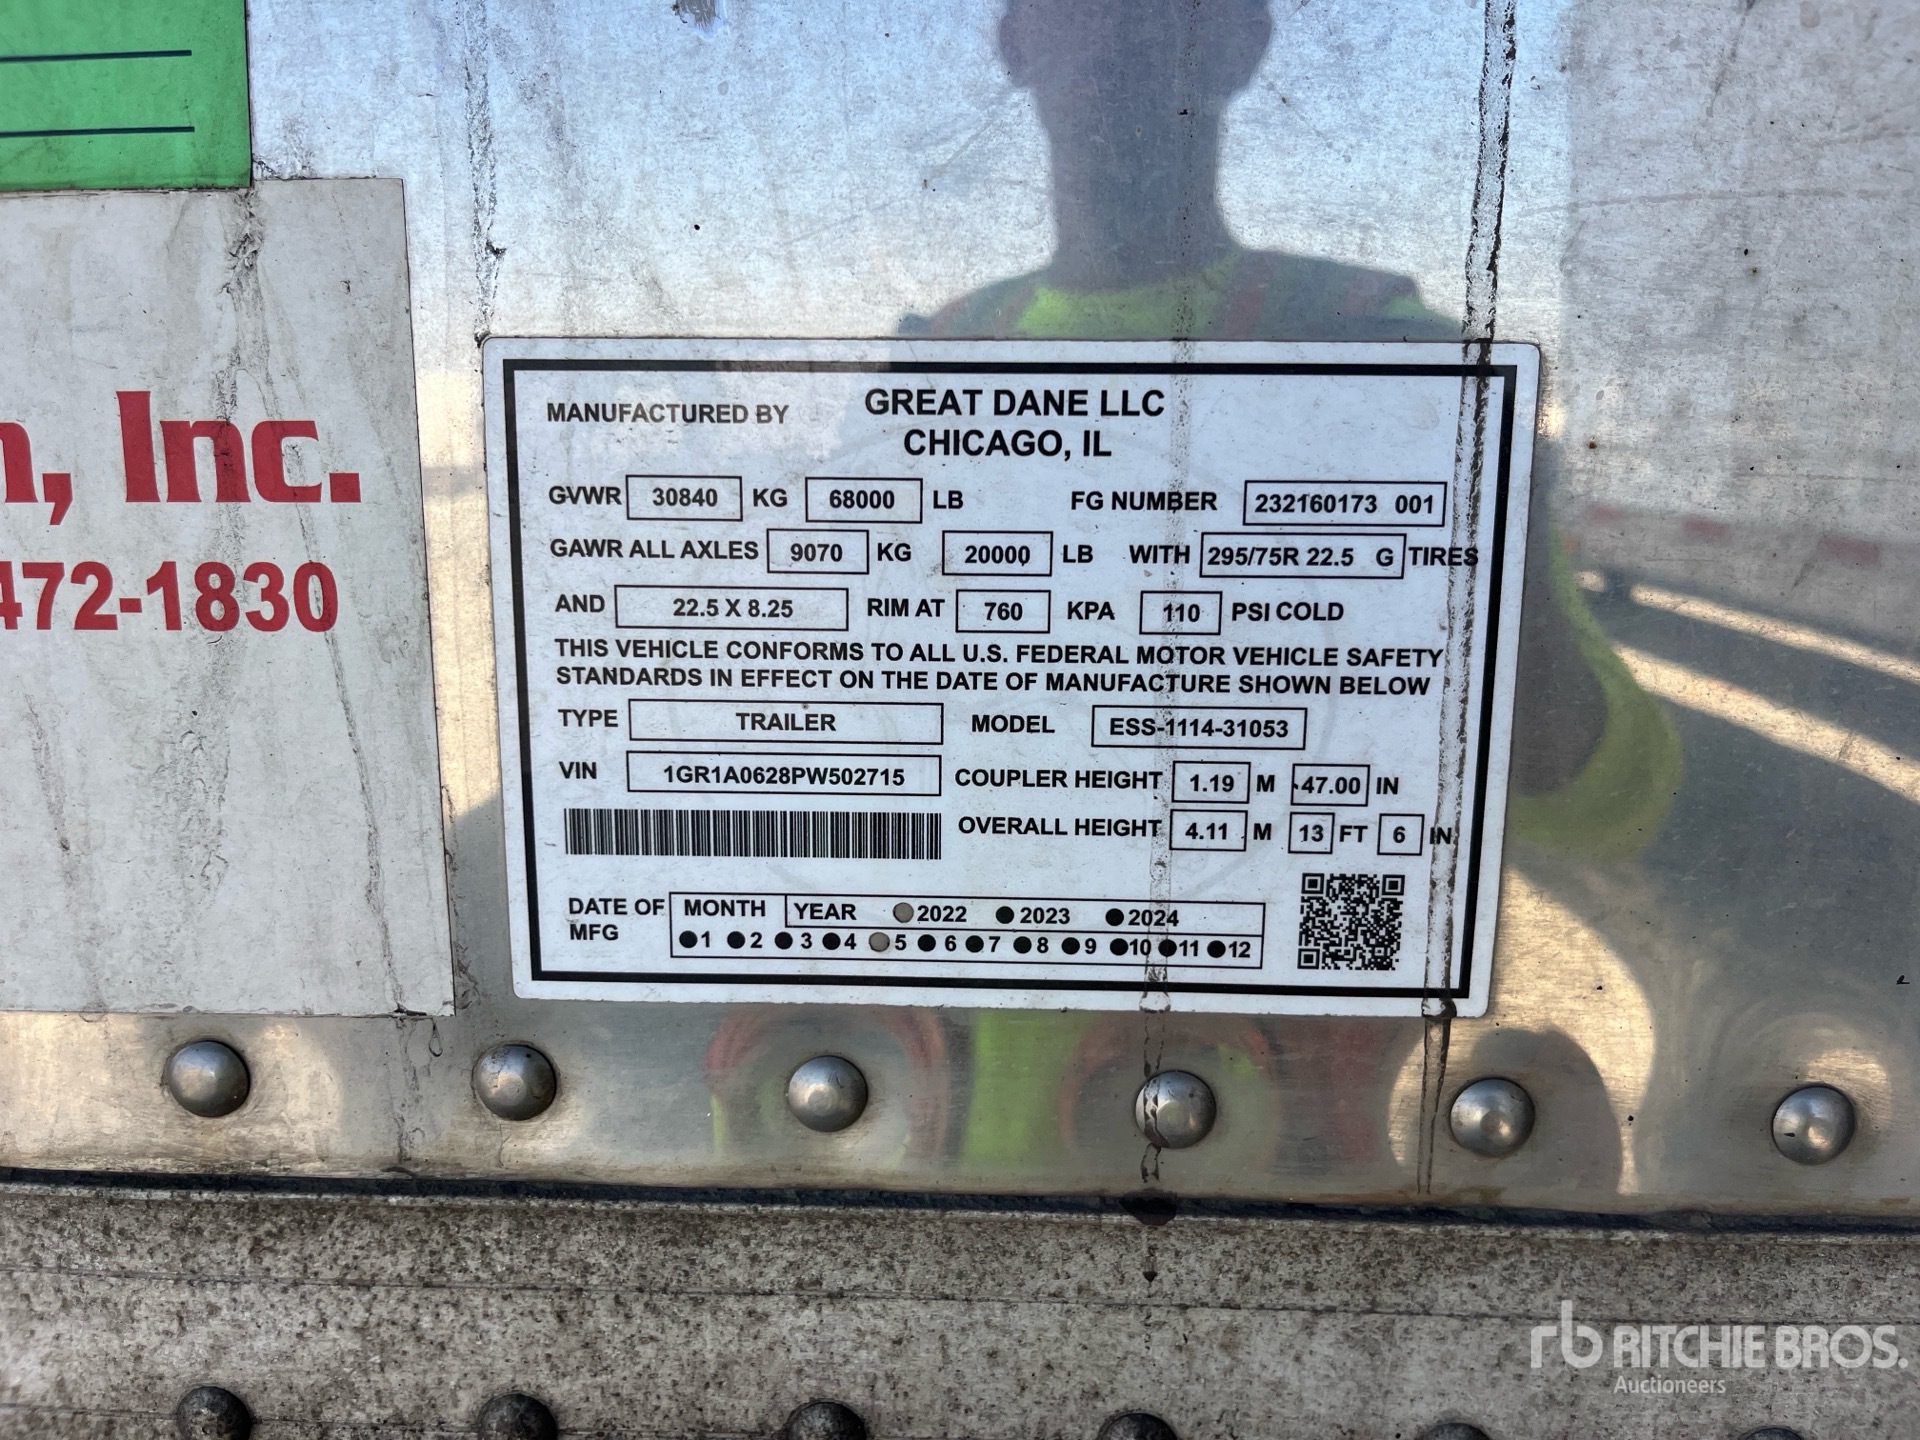 , Inc.
472-1830
MANUFACTURED BY GREAT DANE LLC
CHICAGO, IL
GVWR 30840 KG 68000 LB FG NUMBER 232160173 001
GAWR ALL AXLES 9070 KG 20000 LB WITH 295/75R 22.5 G TIRES
AND 22.5 X 8.25 RIM AT 760 KPA 110 PSI COLD
THIS VEHICLE CONFORMS TO ALL U.S. FEDERAL MOTOR VEHICLE SAFETY
STANDARDS IN EFFECT ON THE DATE OF MANUFACTURE SHOWN BELOW
TYPE TRAILER MODEL ESS-1114-31053
VIN 1GR1A0628PW502715 COUPLER HEIGHT 1.19 M 47.00 IN
OVERALL HEIGHT 4.11 M 13 FT 6 IN.
DATE OF MFG MONTH YEAR 2022 2023 2024
1 2 3 4 5 6 7 8 9 10 11 12
rb RITCHIE BROS.
Auctioneers